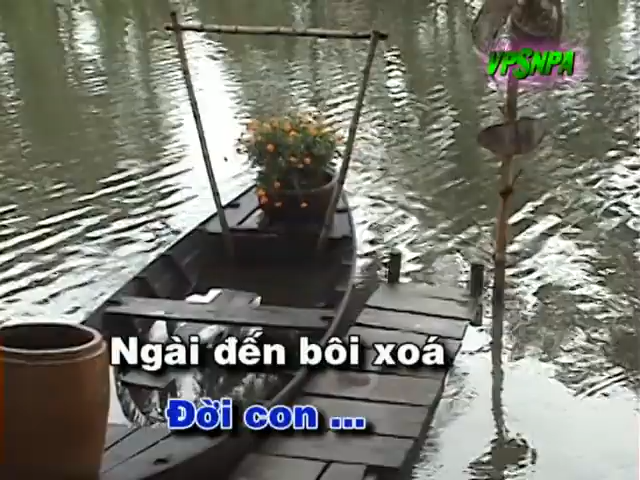 VPSNPA
Ngài đến bôi xoá
Đời con ...